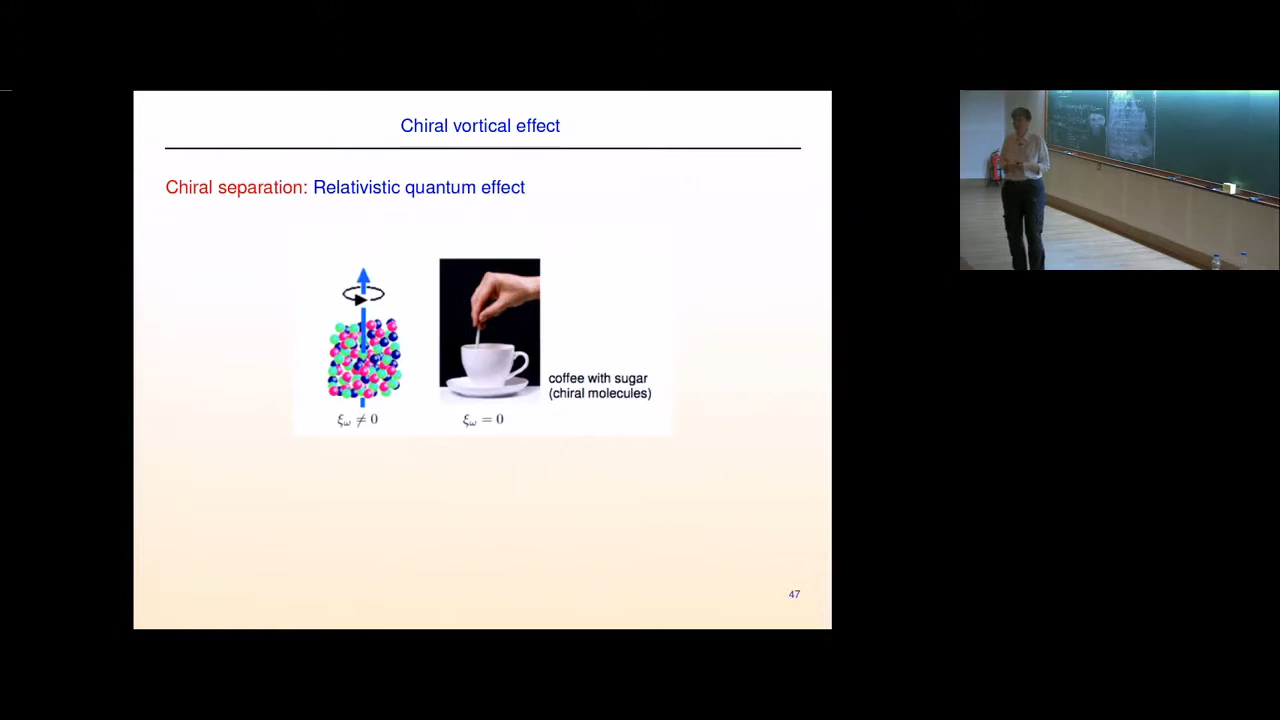 Chiral vortical effect
Chiral separation: Relativistic quantum effect
coffee with sugar
(chiral molecules)
ξω ≠ 0
ξω = 0
47